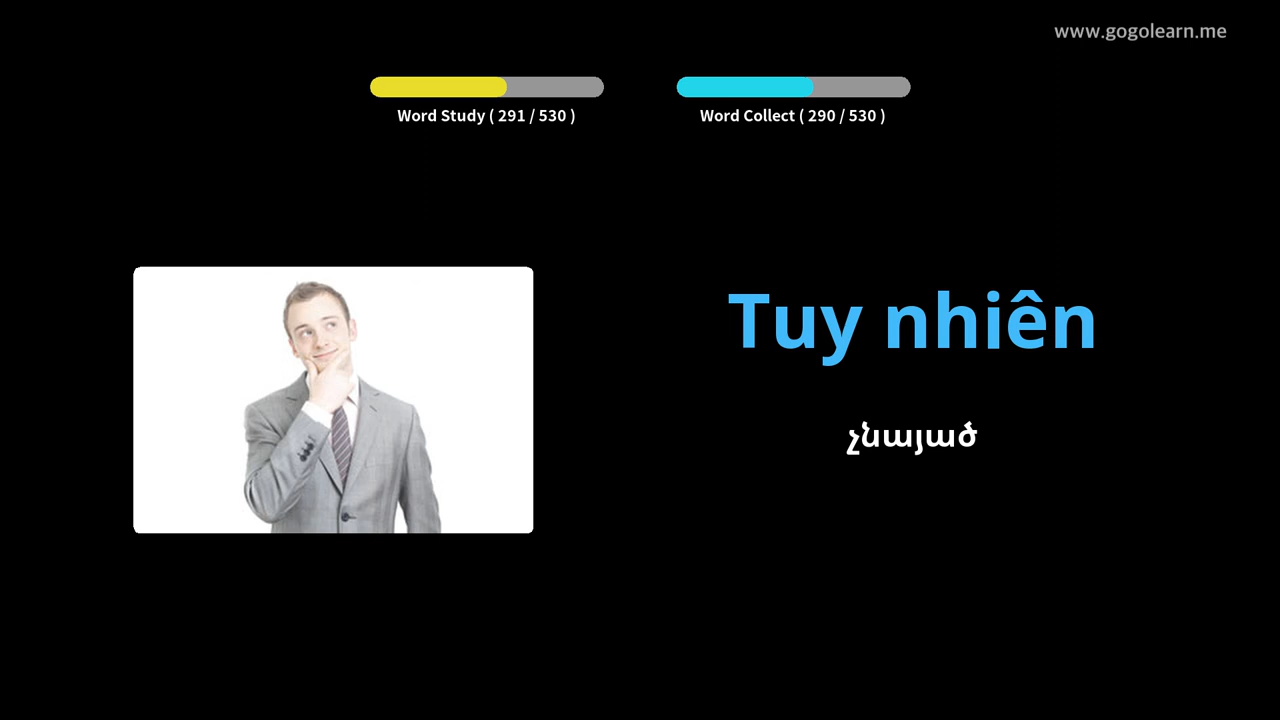 www.gogolearn.me
Word Study ( 291 / 530 )
Word Collect ( 290 / 530 )
Tuy nhiên
չնայած